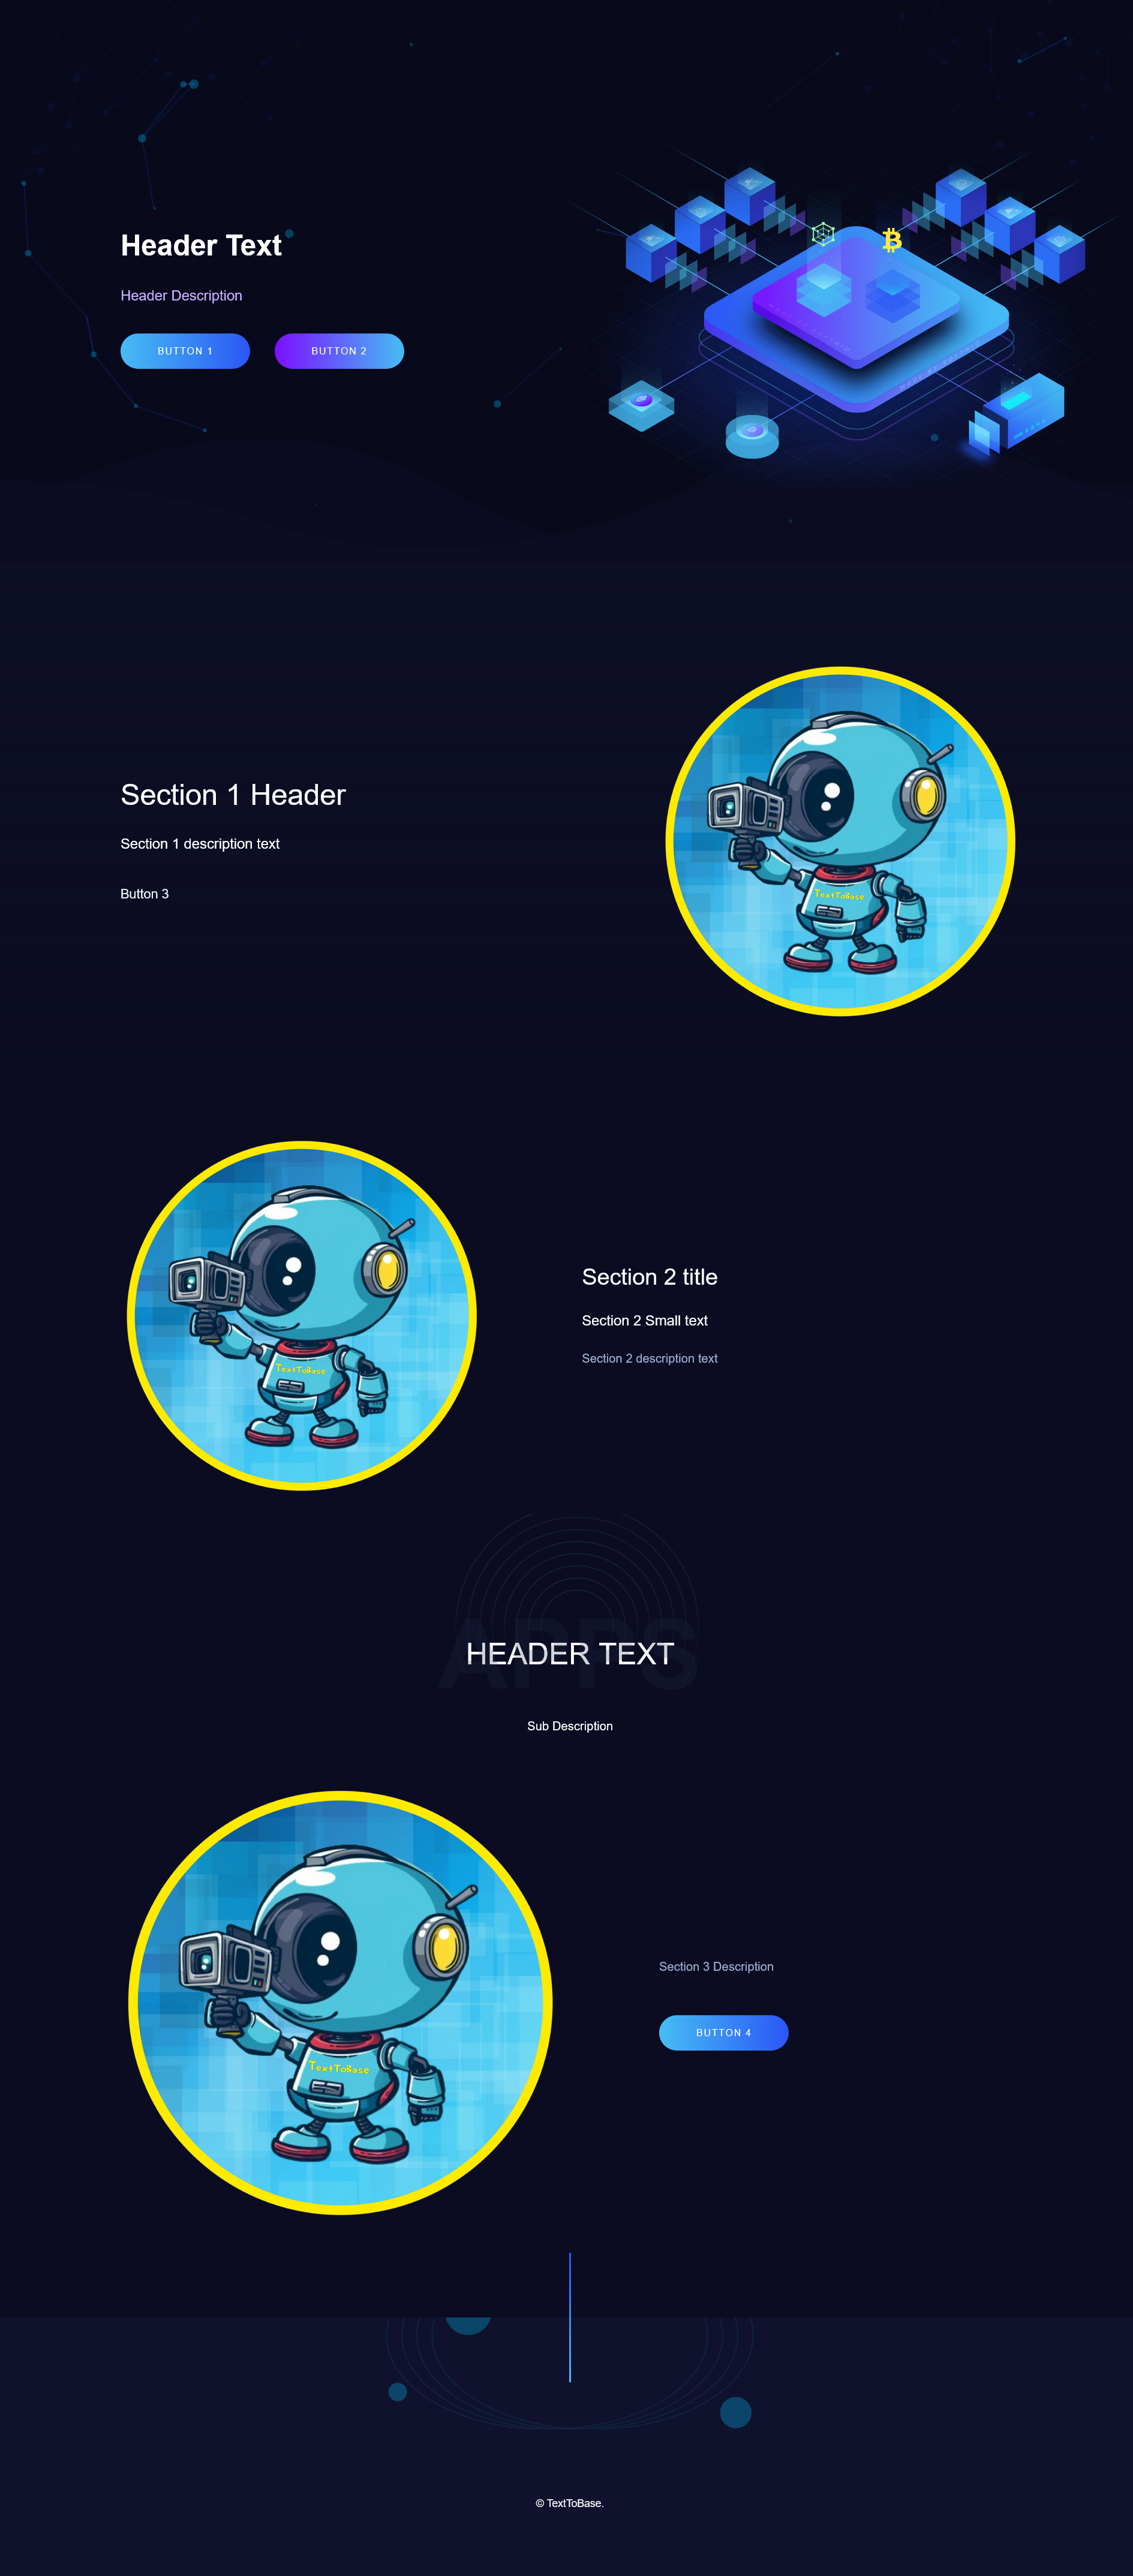 Header Text
Header Description
BUTTON 1
BUTTON 2
Section 1 Header
Section 1 description text
Button 3
TextToBase
TextToBase
Section 2 title
Section 2 Small text
Section 2 description text
APPS
HEADER TEXT
Sub Description
TextToBase
Section 3 Description
BUTTON 4
© TextToBase.